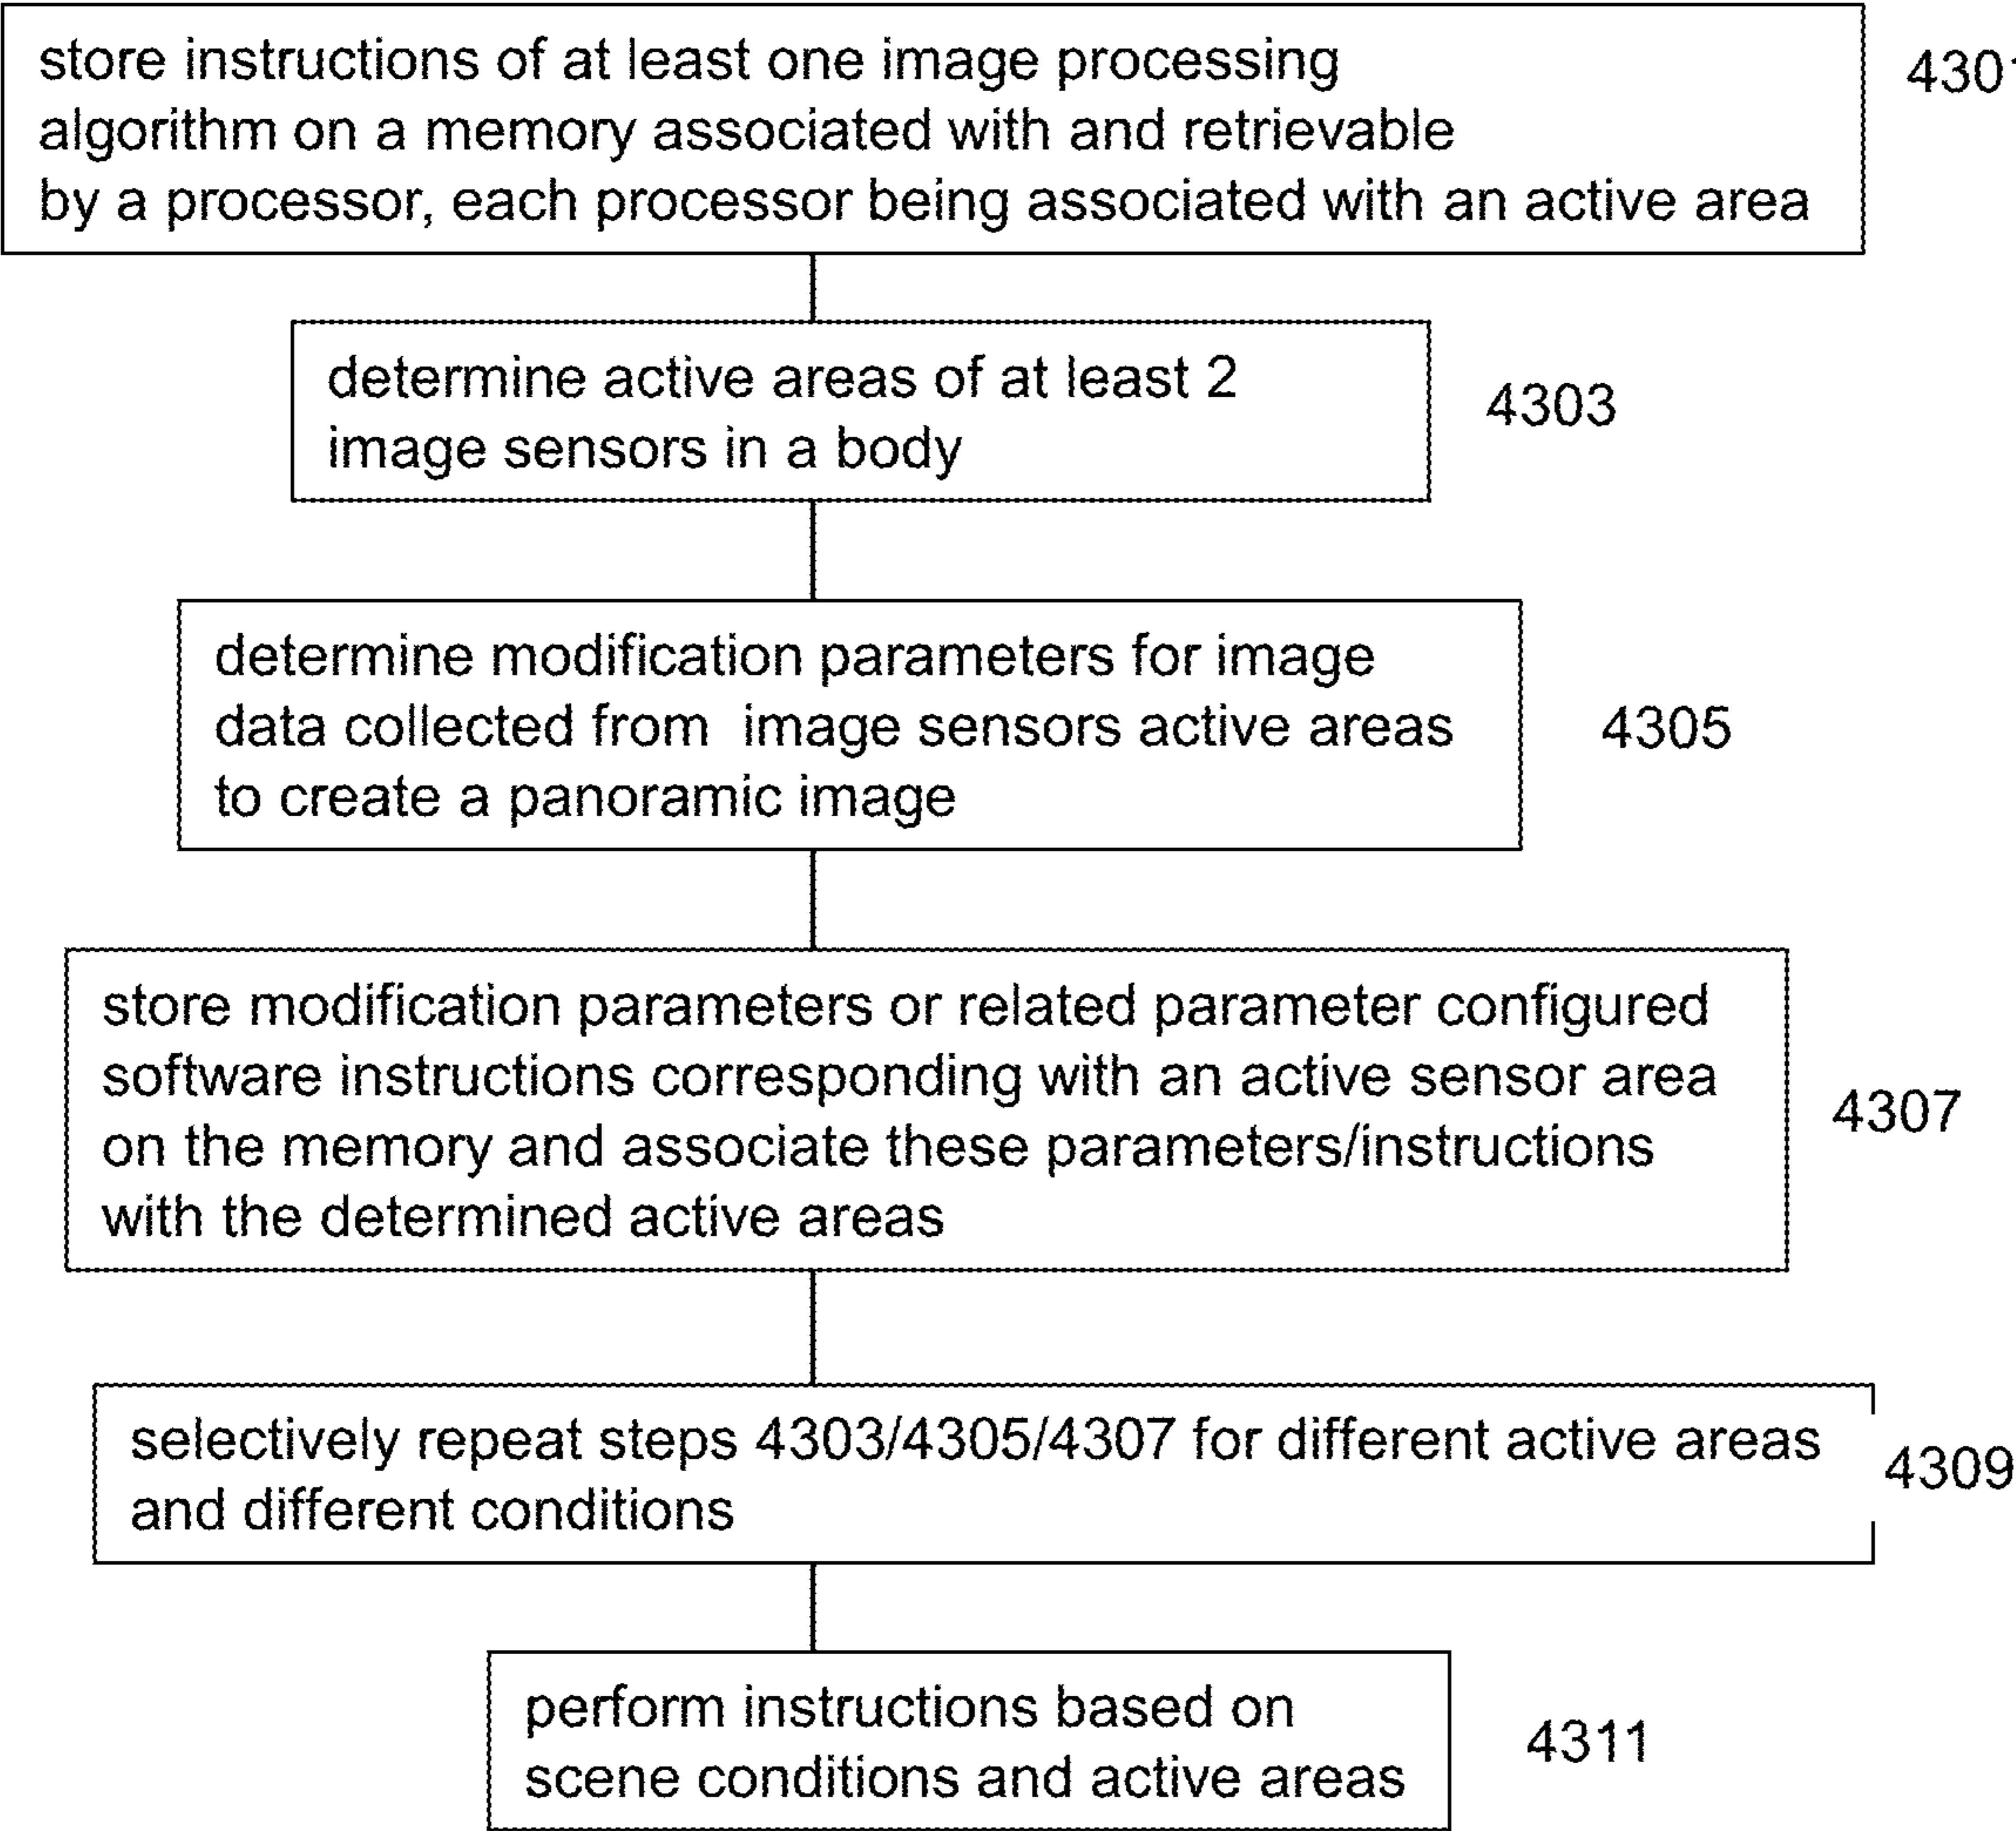 store instructions of at least one image processing
algorithm on a memory associated with and retrievable
by a processor, each processor being associated with an active area
4301
determine active areas of at least 2
image sensors in a body
4303
determine modification parameters for image
data collected from image sensors active areas
to create a panoramic image
4305
store modification parameters or related parameter configured
software instructions corresponding with an active sensor area
on the memory and associate these parameters/instructions
with the determined active areas
4307
selectively repeat steps 4303/4305/4307 for different active areas
and different conditions
4309
perform instructions based on
scene conditions and active areas
4311